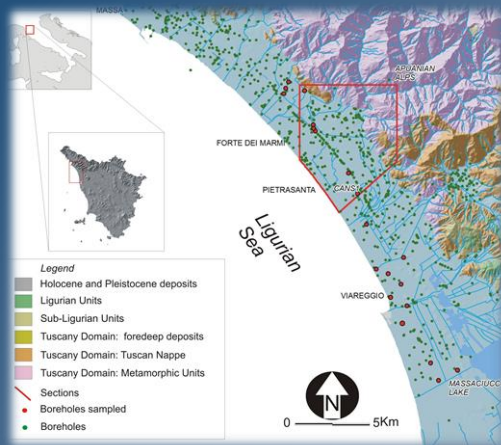 MASSA
APUANIAN
ALPS
FORTE DEI MARMI
PIETRASANTA
CANS1
Ligurian
Sea
VIAREGGIO
MASSACIUCC
LAKE
Legend
Holocene and Pleistocene deposits
Ligurian Units
Sub-Ligurian Units
Tuscany Domain: foredeep deposits
Tuscany Domain: Tuscan Nappe
Tuscany Domain: Metamorphic Units
Sections
Boreholes sampled
Boreholes
N
0 5Km